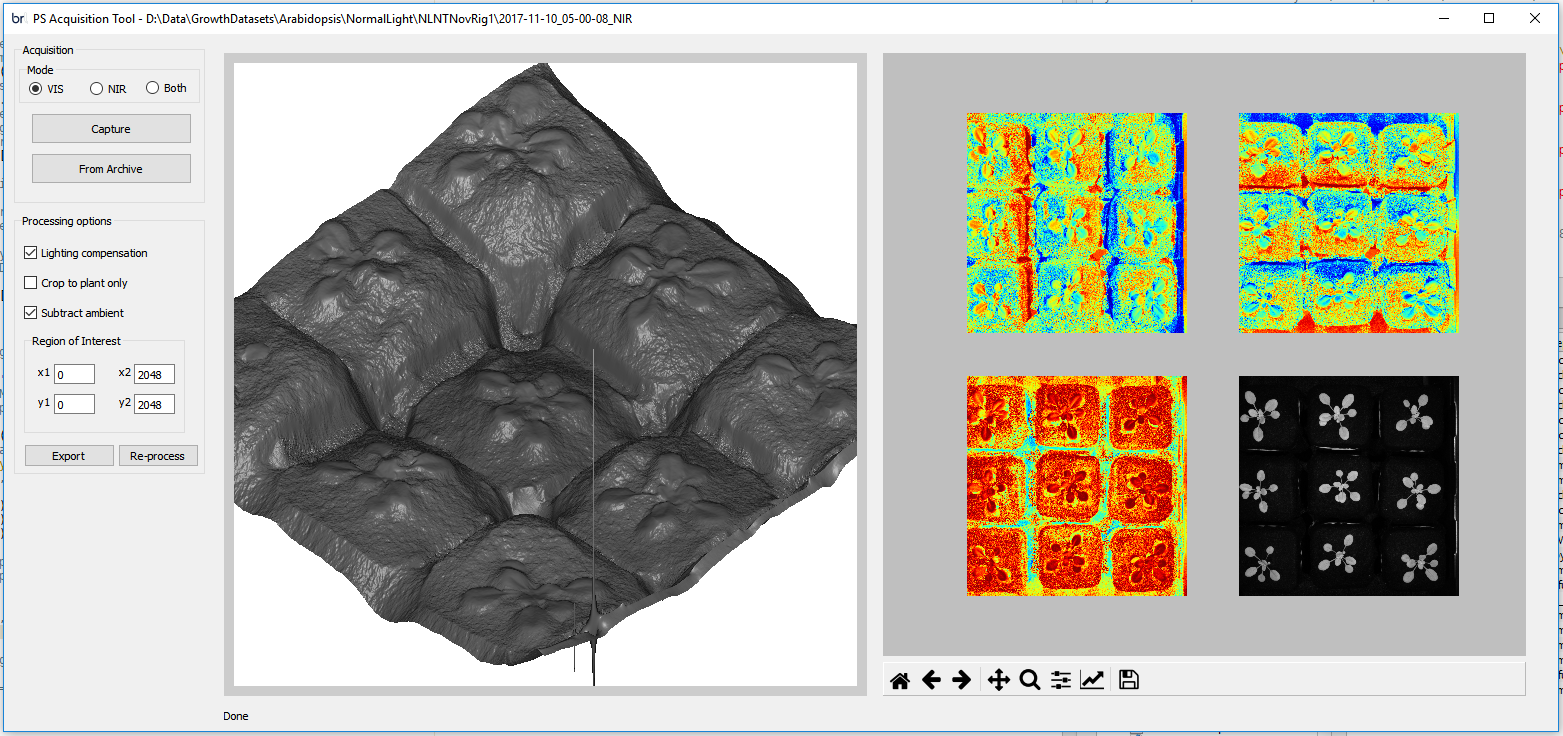 br PS Acquisition Tool - D:\Data\GrowthDatasets\Arabidopsis\NormalLight\NLNTNovRig1\2017-11-10_05-00-08_NIR
Acquisition
Mode
VIS NIR Both
Capture
From Archive
Processing options
Lighting compensation
Crop to plant only
Subtract ambient
Region of Interest
x1 0 x2 2048
y1 0 y2 2048
Export Re-process
Done